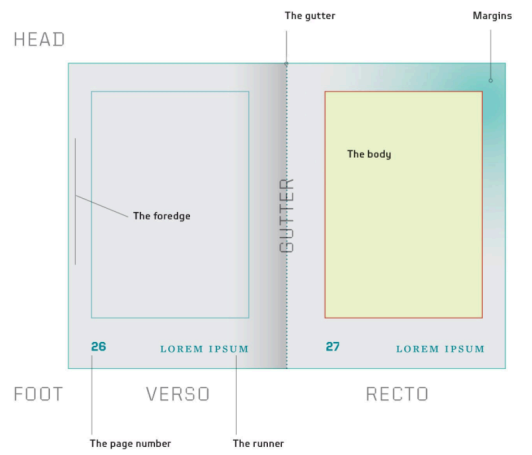 The gutter
Margins
HEAD
The body
GUTTER
The foredge
26
LOREM IPSUM
27
LOREM IPSUM
FOOT
VERSO
RECTO
The page number
The runner